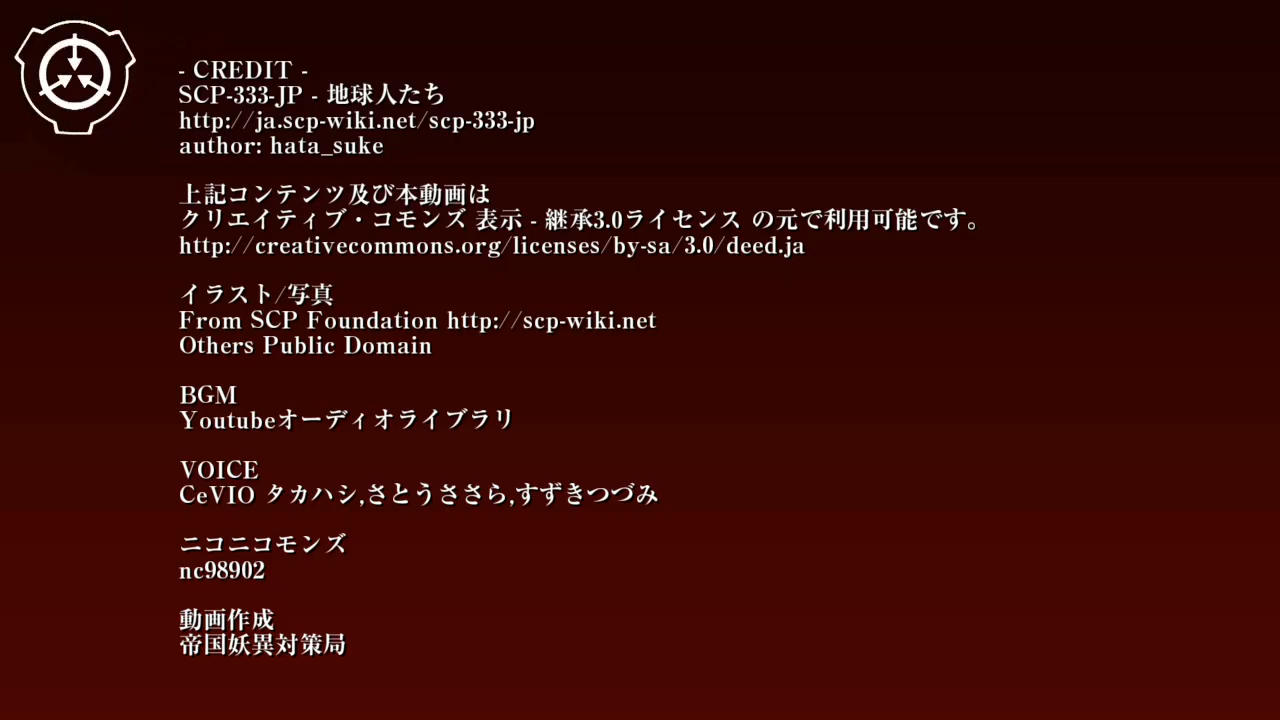 - CREDIT -
SCP-333-JP - 地球人たち
http://ja.scp-wiki.net/scp-333-jp
author: hata_suke
上記コンテンツ及び本動画は
クリエイティブ・コモンズ 表示 - 継承3.0ライセンス の元で利用可能です。
http://creativecommons.org/licenses/by-sa/3.0/deed.ja
イラスト/写真
From SCP Foundation http://scp-wiki.net
Others Public Domain
BGM
Youtubeオーディオライブラリ
VOICE
CeVIO タカハシ,さとうささら,すずきつづみ
ニコニコモンズ
nc98902
動画作成
帝国妖異対策局